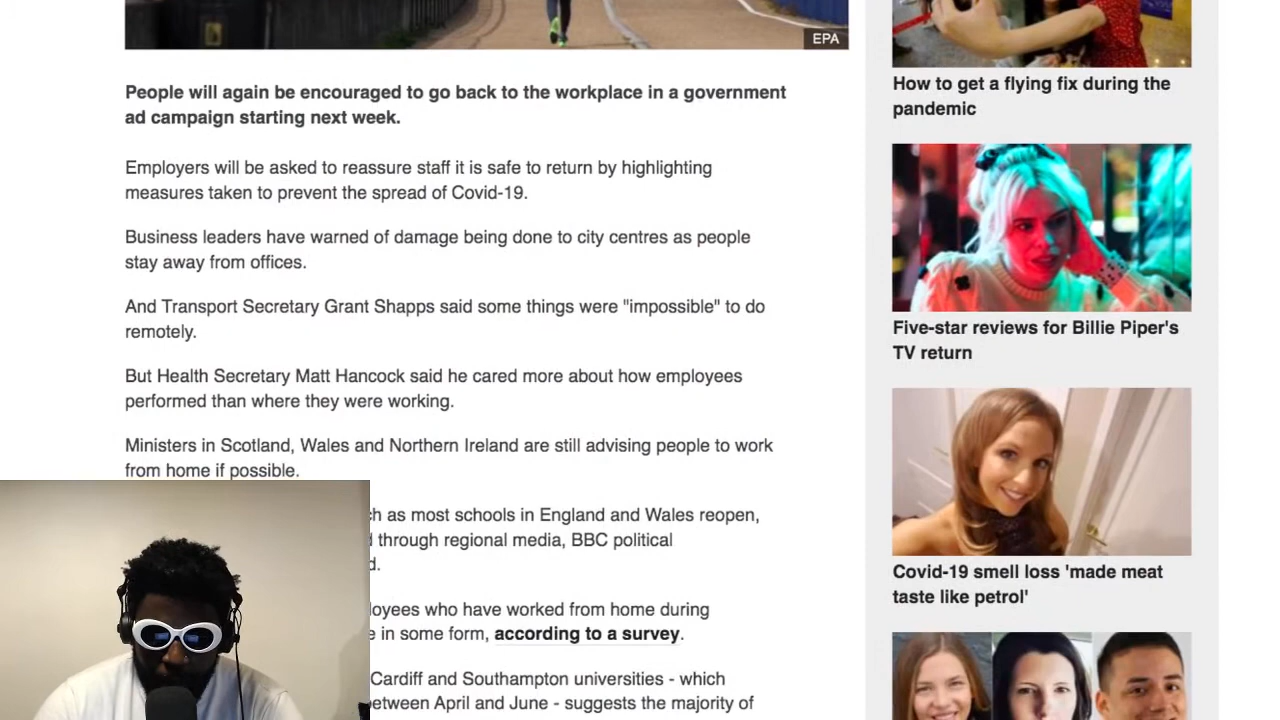 EPA
People will again be encouraged to go back to the workplace in a government
ad campaign starting next week.
Employers will be asked to reassure staff it is safe to return by highlighting
measures taken to prevent the spread of Covid-19.
Business leaders have warned of damage being done to city centres as people
stay away from offices.
And Transport Secretary Grant Shapps said some things were "impossible" to do
remotely.
But Health Secretary Matt Hancock said he cared more about how employees
performed than where they were working.
Ministers in Scotland, Wales and Northern Ireland are still advising people to work
from home if possible.
as most schools in England and Wales reopen,
through regional media, BBC political
who have worked from home during
in some form, according to a survey.
Cardiff and Southampton universities - which
between April and June - suggests the majority of
How to get a flying fix during the
pandemic
Five-star reviews for Billie Piper's
TV return
Covid-19 smell loss 'made meat
taste like petrol'